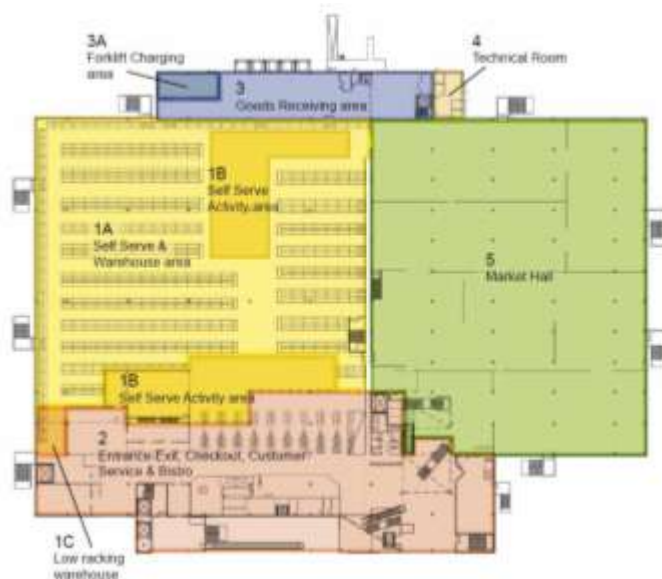 3A
Forklift Charging
area
4
Technical Room
3
Goods Receiving area
1B
Self Serve
Activity area
1A
Self Serve &
Warehouse area
5
Market Hall
1B
Self Serve Activity area
2
Entrance Exit, Checkout, Customer
Service & Bistro
1C
Low racking
warehouse